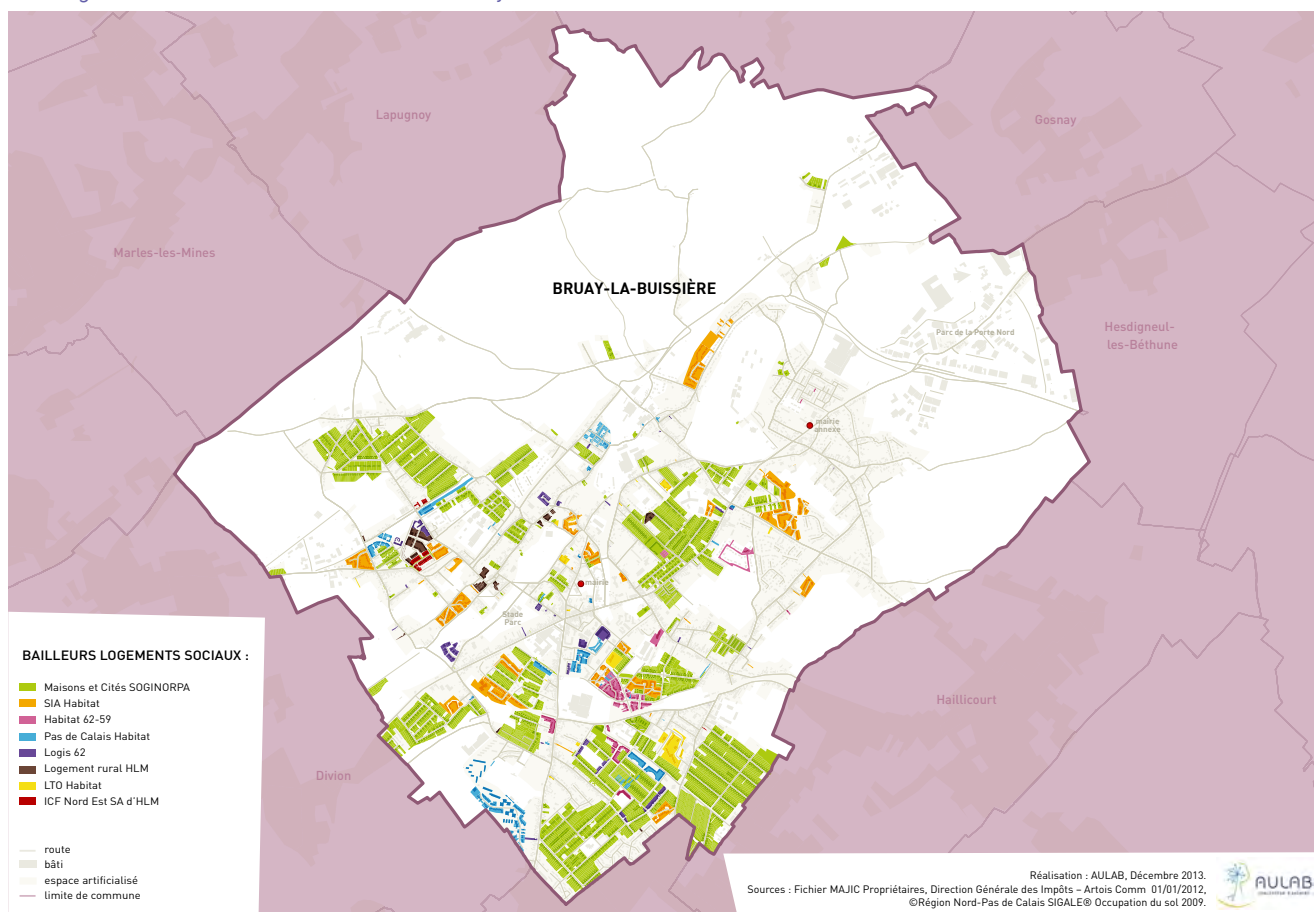 Lapugnoy
Gosnay
Marles-les-Mines
BRUAY-LA-BUISSIÈRE
Parc de la Porte Nord
Hesdigneul-
les-Béthune
mairie
annexe
mairie
Stade
Parc
Haillicourt
Divion
BAILLEURS LOGEMENTS SOCIAUX :
Maisons et Cités SOGINORPA
SIA Habitat
Habitat 62-59
Pas de Calais Habitat
Logis 62
Logement rural HLM
LTO Habitat
ICF Nord Est SA d'HLM
route
bâti
espace artificialisé
limite de commune
Réalisation : AULAB, Décembre 2013.
Sources : Fichier MAJIC Propriétaires, Direction Générale des Impôts – Artois Comm 01/01/2012,
©Région Nord-Pas de Calais SIGALE® Occupation du sol 2009.
AULAB